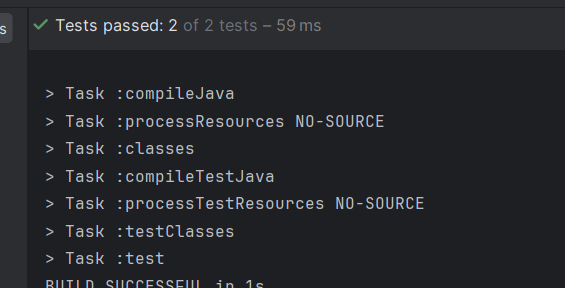 s
Tests passed: 2 of 2 tests – 59 ms
> Task :compileJava
> Task :processResources NO-SOURCE
> Task :classes
> Task :compileTestJava
> Task :processTestResources NO-SOURCE
> Task :testClasses
> Task :test
BUILD SUCCESSFUL in 1s